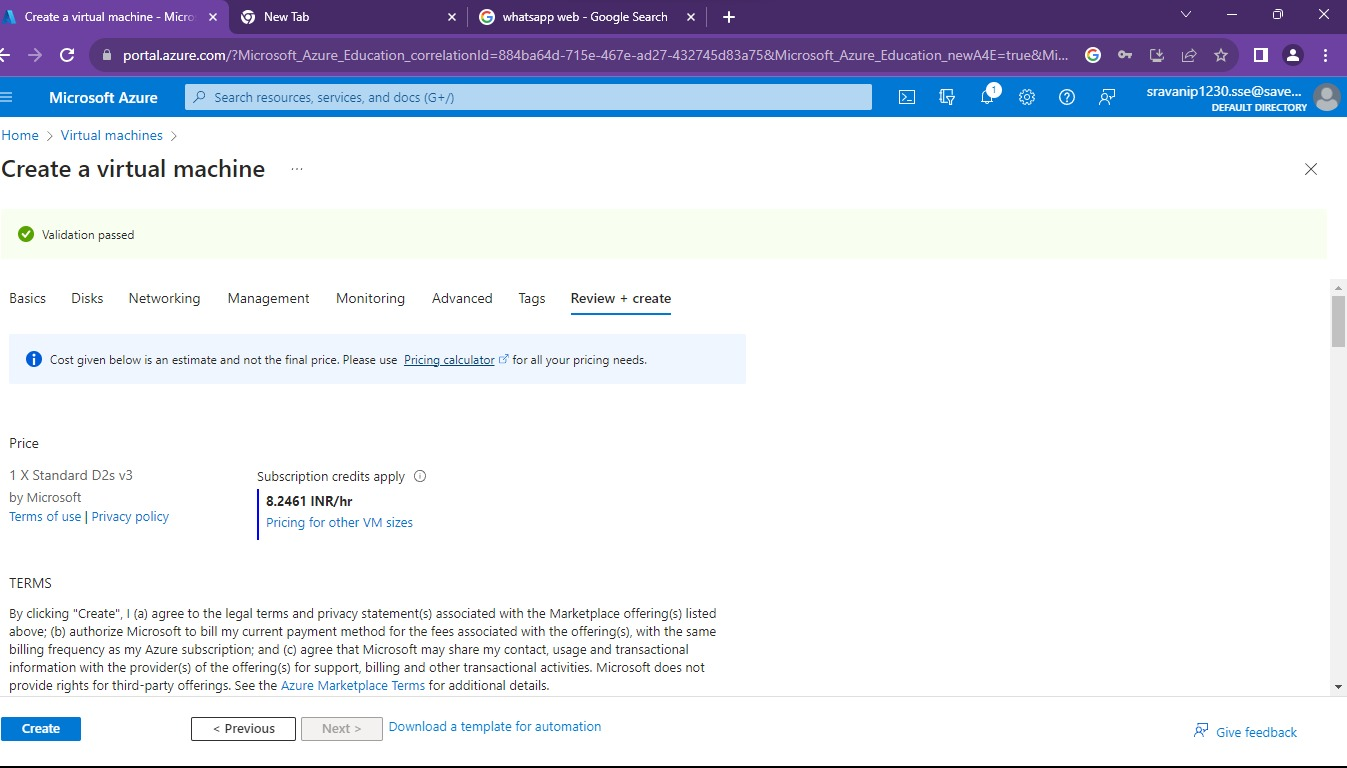 Create a virtual machine - Micro
New Tab
whatsapp web - Google Search
portal.azure.com/?Microsoft_Azure_Education_correlationId=884ba64d-715e-467e-ad27-432745d83a75&Microsoft_Azure_Education_newA4E=true&Mi...
Microsoft Azure
Search resources, services, and docs (G+/)
1
sravanip1230.sse@save...
DEFAULT DIRECTORY
Home > Virtual machines >
Create a virtual machine ...
Validation passed
Basics Disks Networking Management Monitoring Advanced Tags Review + create
Cost given below is an estimate and not the final price. Please use Pricing calculator for all your pricing needs.
Price
1 X Standard D2s v3
by Microsoft
Terms of use | Privacy policy
Subscription credits apply
8.2461 INR/hr
Pricing for other VM sizes
TERMS
By clicking "Create", I (a) agree to the legal terms and privacy statement(s) associated with the Marketplace offering(s) listed
above; (b) authorize Microsoft to bill my current payment method for the fees associated with the offering(s), with the same
billing frequency as my Azure subscription; and (c) agree that Microsoft may share my contact, usage and transactional
information with the provider(s) of the offering(s) for support, billing and other transactional activities. Microsoft does not
provide rights for third-party offerings. See the Azure Marketplace Terms for additional details.
Create
< Previous
Next >
Download a template for automation
Give feedback